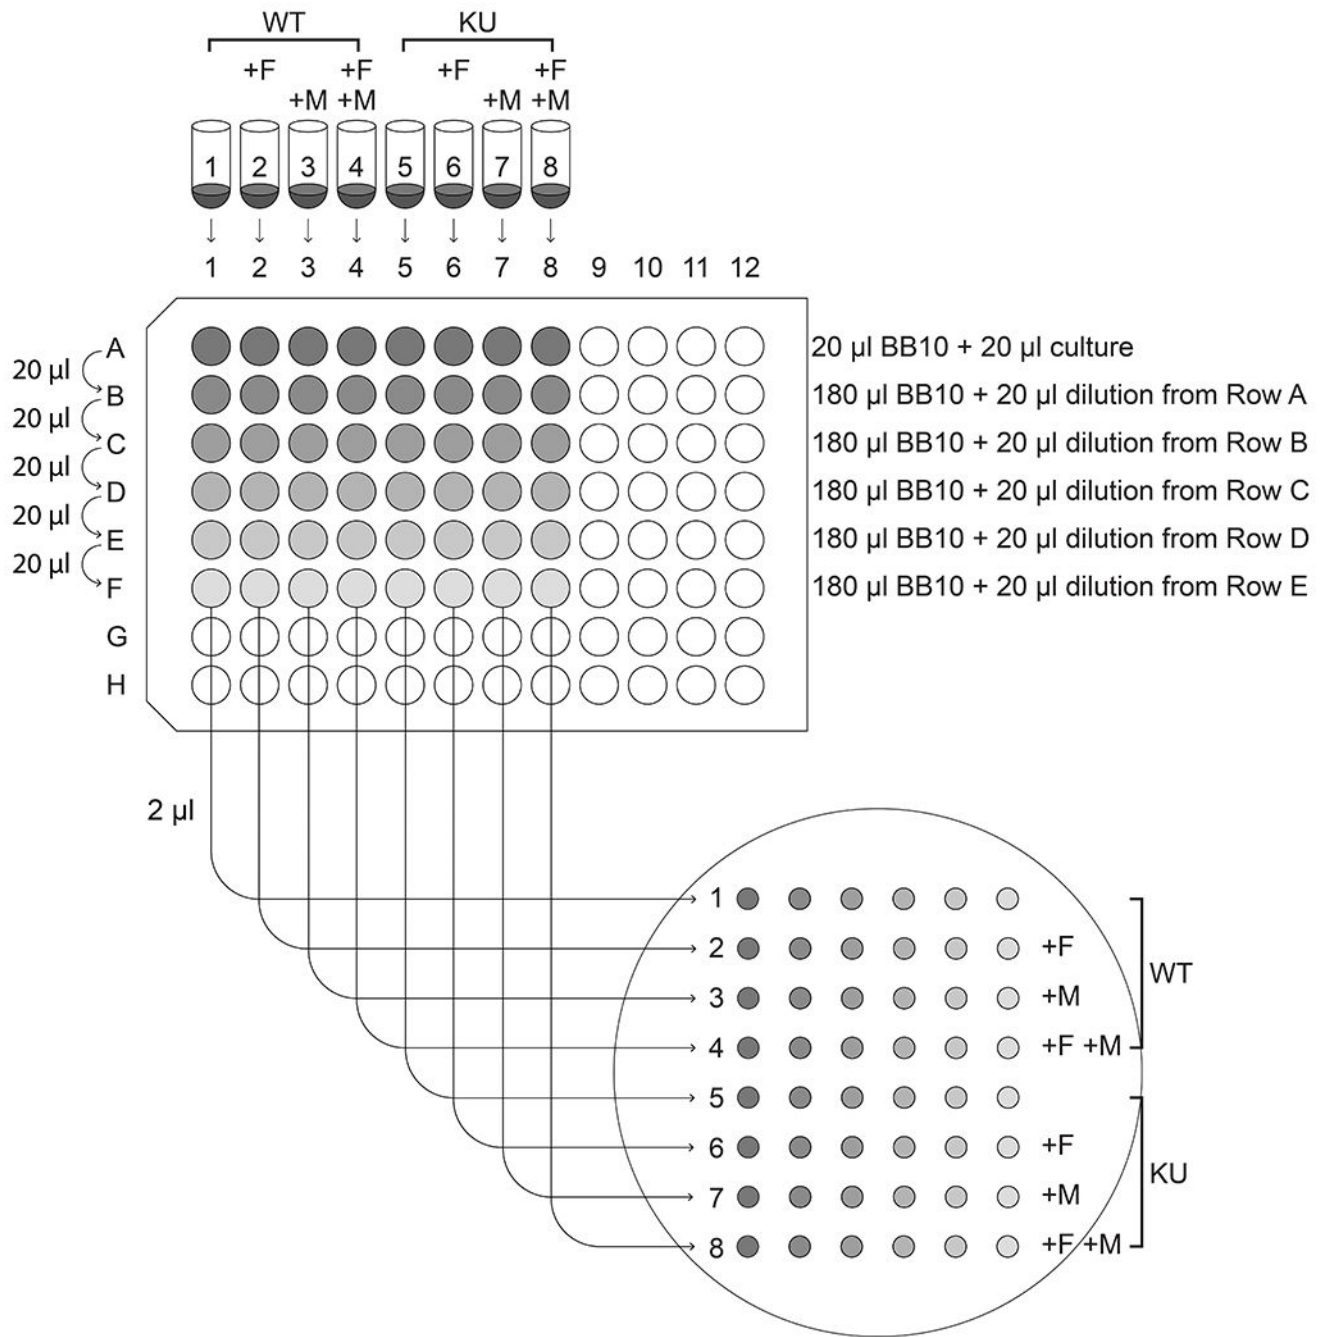 WT KU
+F +F +F +F
+M +M +M +M
1 2 3 4 5 6 7 8
1 2 3 4 5 6 7 8 9 10 11 12
A 20 µl BB10 + 20 µl culture
20 µl
B 180 µl BB10 + 20 µl dilution from Row A
20 µl
C 180 µl BB10 + 20 µl dilution from Row B
20 µl
D 180 µl BB10 + 20 µl dilution from Row C
20 µl
E 180 µl BB10 + 20 µl dilution from Row D
20 µl
F 180 µl BB10 + 20 µl dilution from Row E
G
H
2 µl
1
2 +F
WT
3 +M
4 +F +M
5
6 +F
KU
7 +M
8 +F +M